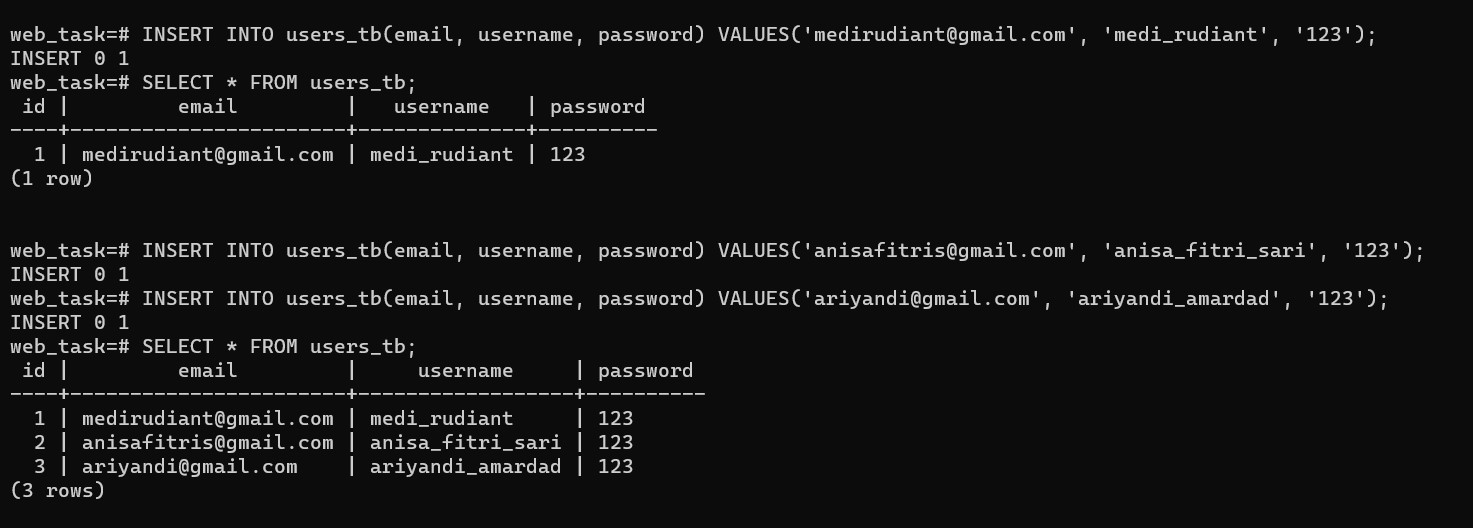 web_task=# INSERT INTO users_tb(email, username, password) VALUES('medirudiant@gmail.com', 'medi_rudiant', '123');
INSERT 0 1
web_task=# SELECT * FROM users_tb;
 id |         email         |   username   | password
----+-----------------------+--------------+----------
  1 | medirudiant@gmail.com | medi_rudiant | 123
(1 row)
web_task=# INSERT INTO users_tb(email, username, password) VALUES('anisafitris@gmail.com', 'anisa_fitri_sari', '123');
INSERT 0 1
web_task=# INSERT INTO users_tb(email, username, password) VALUES('ariyandi@gmail.com', 'ariyandi_amardad', '123');
INSERT 0 1
web_task=# SELECT * FROM users_tb;
 id |         email         |     username     | password
----+-----------------------+------------------+----------
  1 | medirudiant@gmail.com | medi_rudiant     | 123
  2 | anisafitris@gmail.com | anisa_fitri_sari | 123
  3 | ariyandi@gmail.com    | ariyandi_amardad | 123
(3 rows)